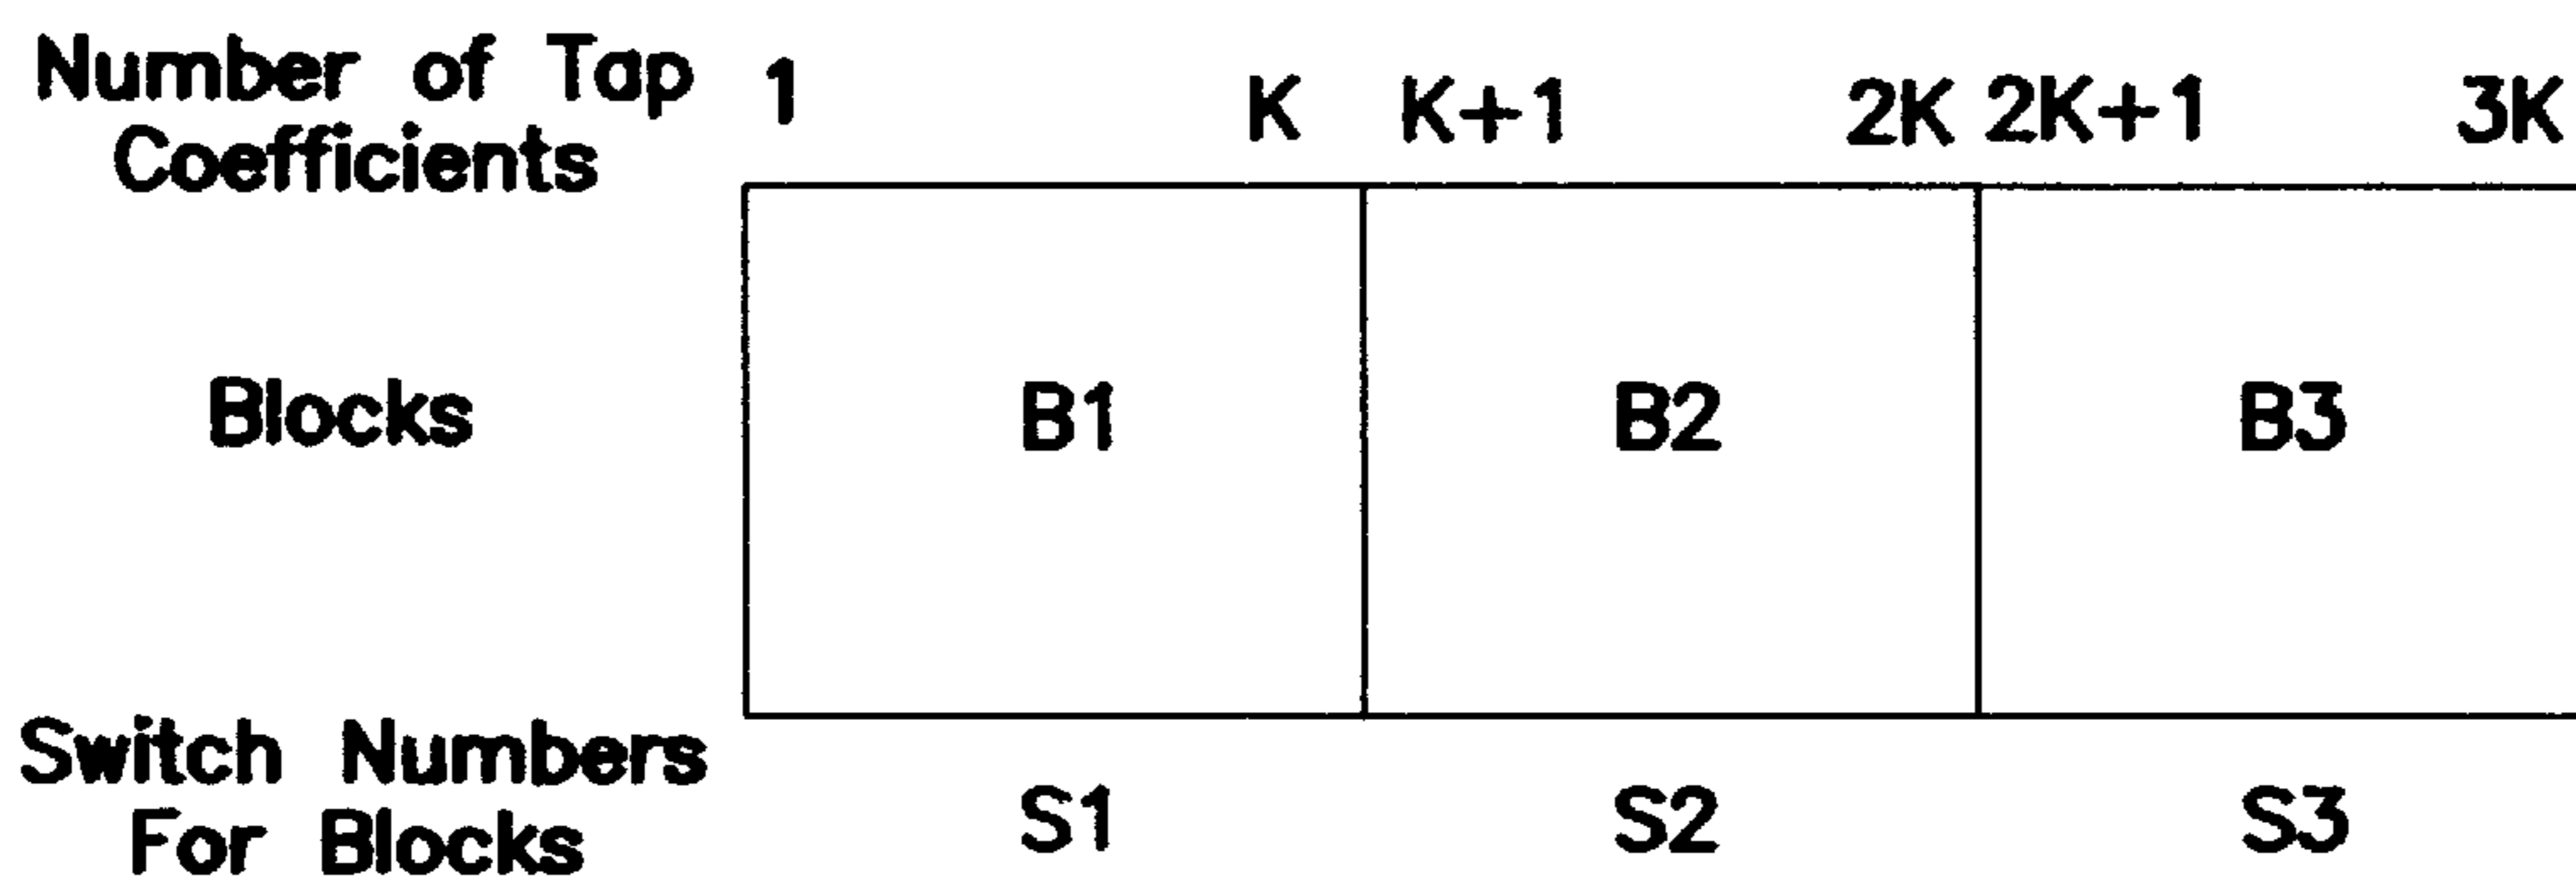 Number of Tap 1 K K+1 2K 2K+1 3K
Coefficients
Blocks B1 B2 B3
Switch Numbers
For Blocks S1 S2 S3